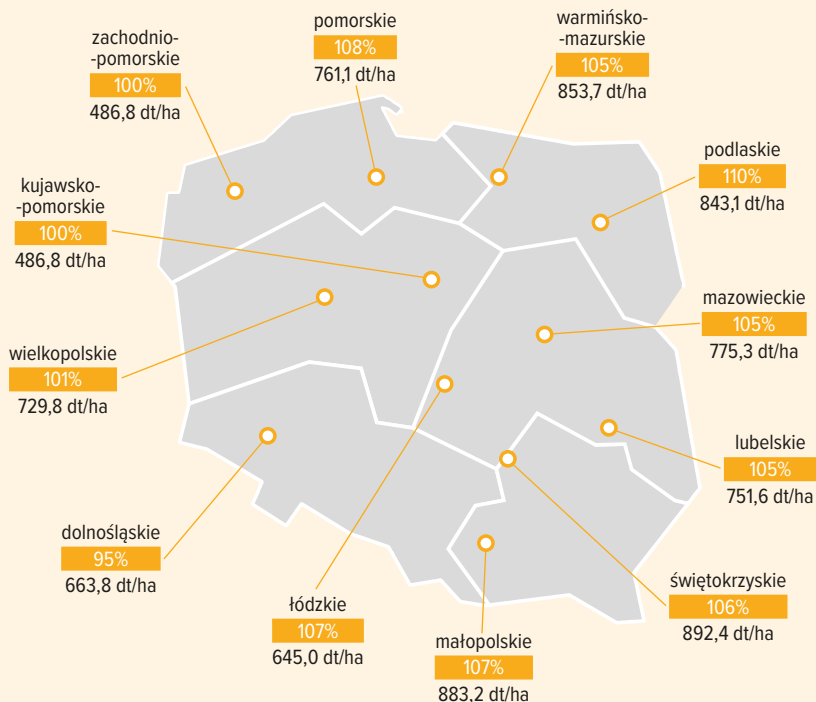 zachodnio-
-pomorskie
100%
486,8 dt/ha
pomorskie
108%
761,1 dt/ha
warmińsko-
-mazurskie
105%
853,7 dt/ha
podlaskie
110%
843,1 dt/ha
kujawsko-
-pomorskie
100%
486,8 dt/ha
mazowieckie
105%
775,3 dt/ha
wielkopolskie
101%
729,8 dt/ha
lubelskie
105%
751,6 dt/ha
dolnośląskie
95%
663,8 dt/ha
świętokrzyskie
106%
892,4 dt/ha
łódzkie
107%
645,0 dt/ha
małopolskie
107%
883,2 dt/ha